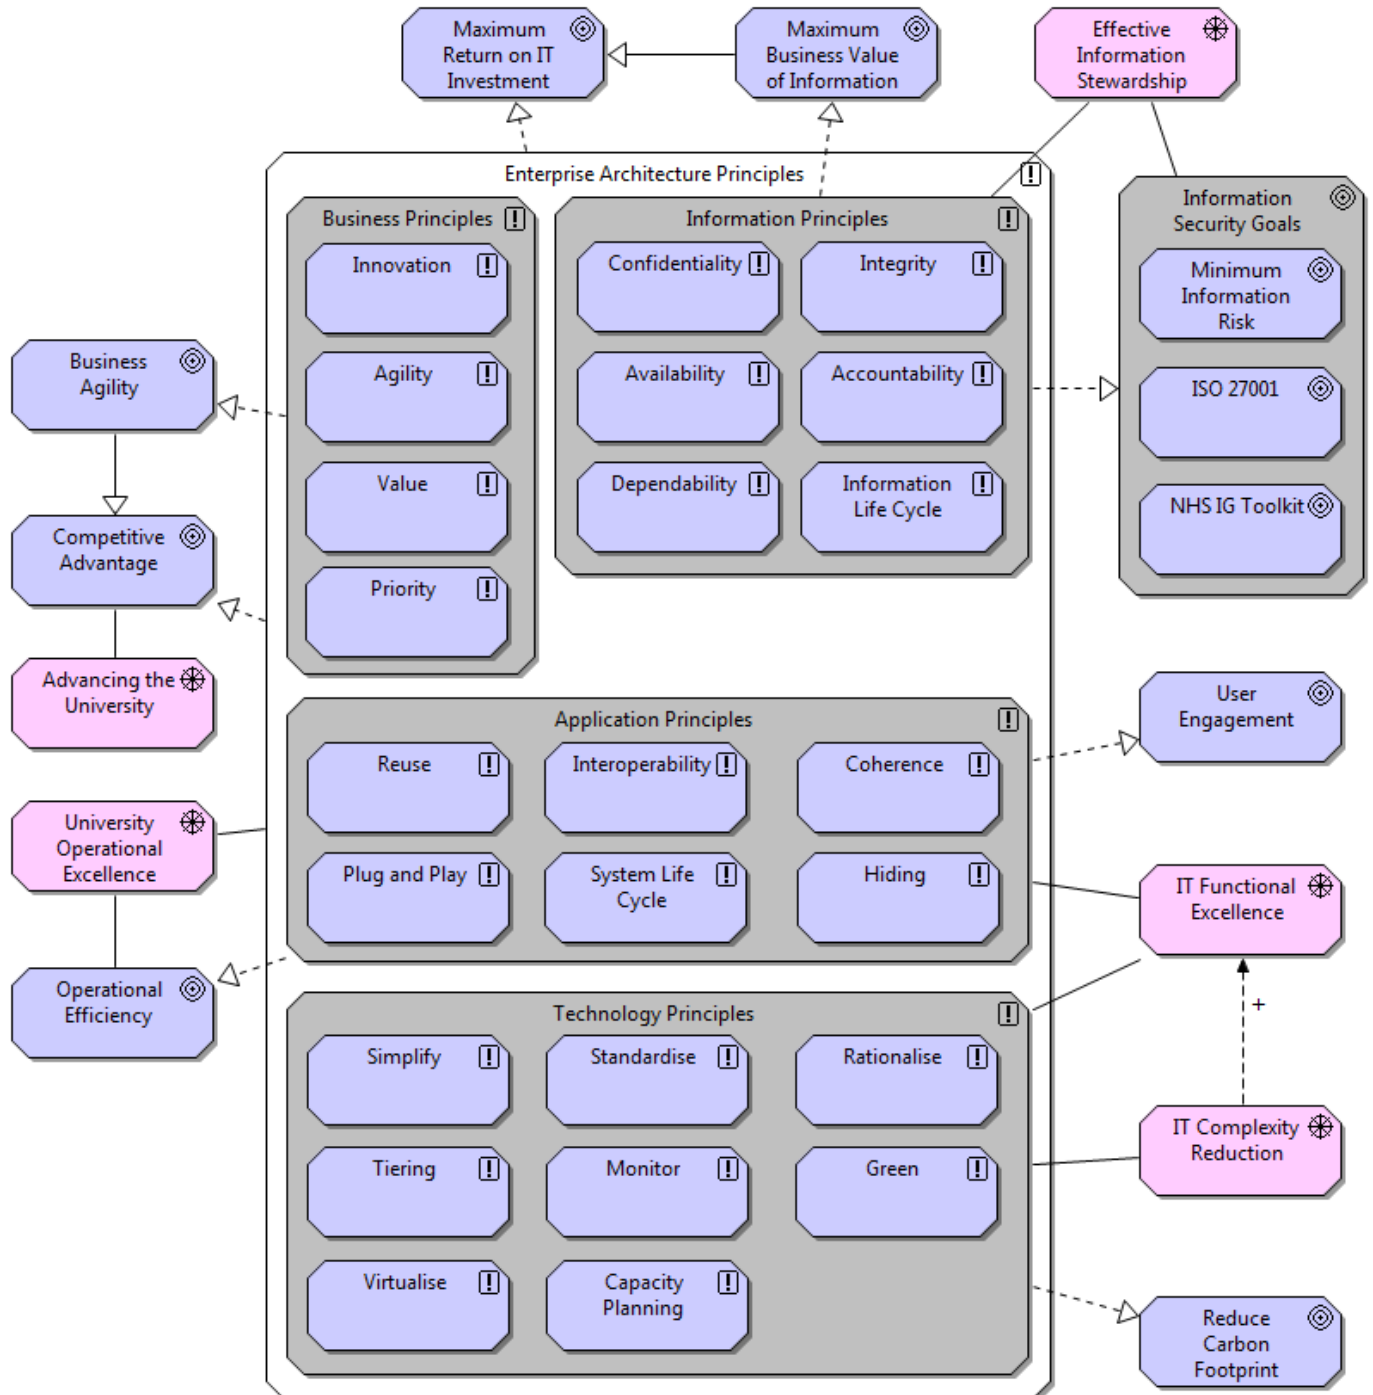 Maximum
Return on IT
Investment
Maximum
Business Value
of Information
Effective
Information
Stewardship
Enterprise Architecture Principles
Business Principles
Innovation
Agility
Value
Priority
Information Principles
Confidentiality
Integrity
Availability
Accountability
Dependability
Information
Life Cycle
Information
Security Goals
Minimum
Information
Risk
ISO 27001
NHS IG Toolkit
Business
Agility
Competitive
Advantage
Advancing the
University
University
Operational
Excellence
Operational
Efficiency
Application Principles
Reuse
Interoperability
Coherence
Plug and Play
System Life
Cycle
Hiding
User
Engagement
IT Functional
Excellence
+
IT Complexity
Reduction
Technology Principles
Simplify
Standardise
Rationalise
Tiering
Monitor
Green
Virtualise
Capacity
Planning
Reduce
Carbon
Footprint